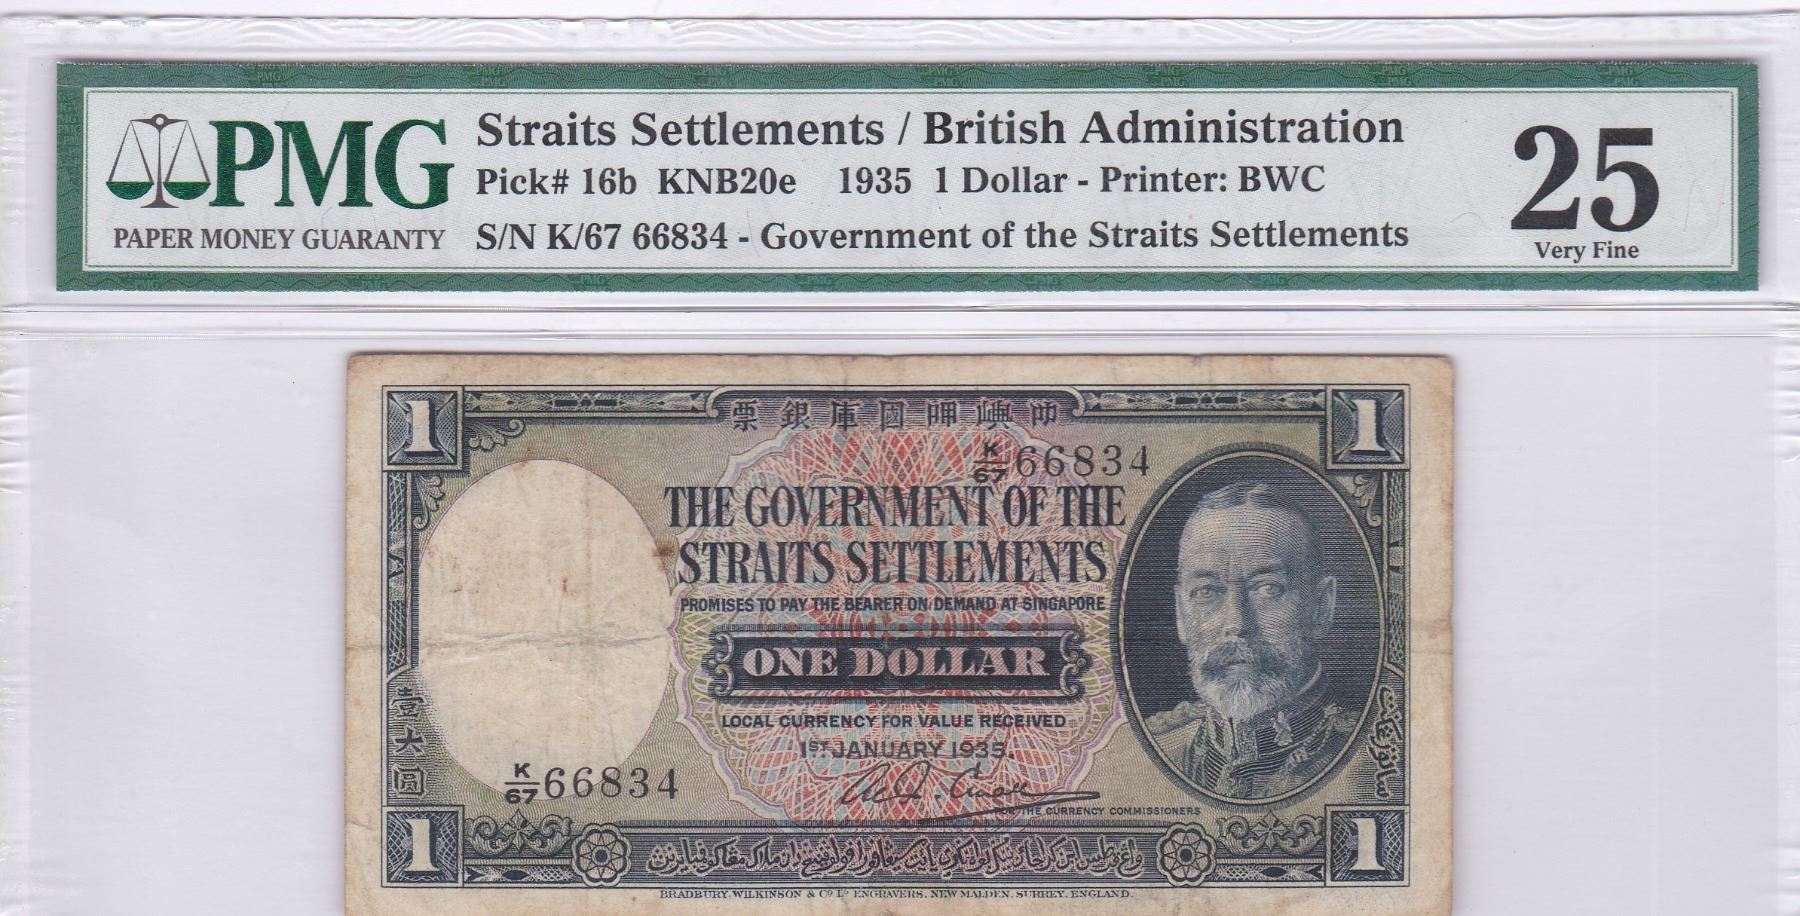 PMG
PAPER MONEY GUARANTY
Straits Settlements / British Administration
Pick# 16b KNB20e 1935 1 Dollar - Printer: BWC
S/N K/67 66834 - Government of the Straits Settlements
25
Very Fine
1
票銀庫國呷嶼叻
1
K/67 66834
THE GOVERNMENT OF THE
STRAITS SETTLEMENTS
PROMISES TO PAY THE BEARER ON DEMAND AT SINGAPORE
ONE DOLLAR
LOCAL CURRENCY FOR VALUE RECEIVED
1ST JANUARY 1935.
壹大圓
K/67 66834
FOR THE CURRENCY COMMISSIONERS
1
1
BRADBURY, WILKINSON & Co Ld ENGRAVERS, NEW MALDEN, SURREY, ENGLAND.